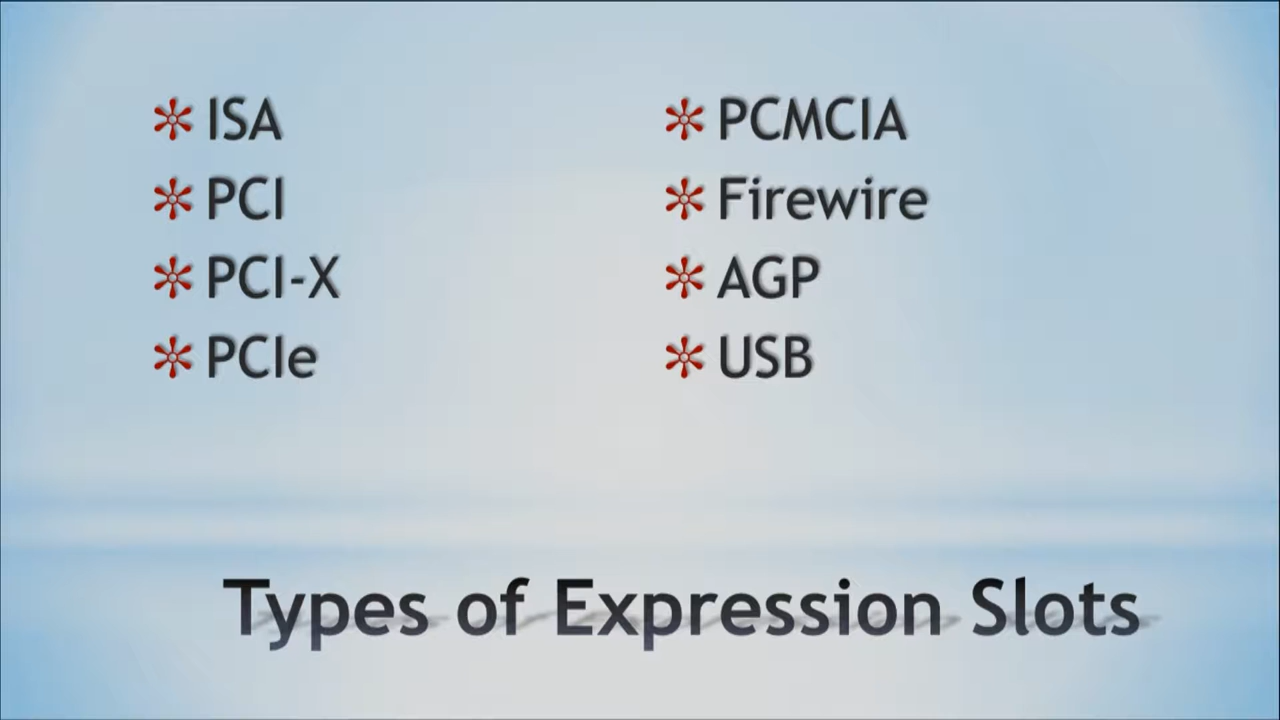 ISA
PCI
PCI-X
PCIe
PCMCIA
Firewire
AGP
USB
Types of Expression Slots